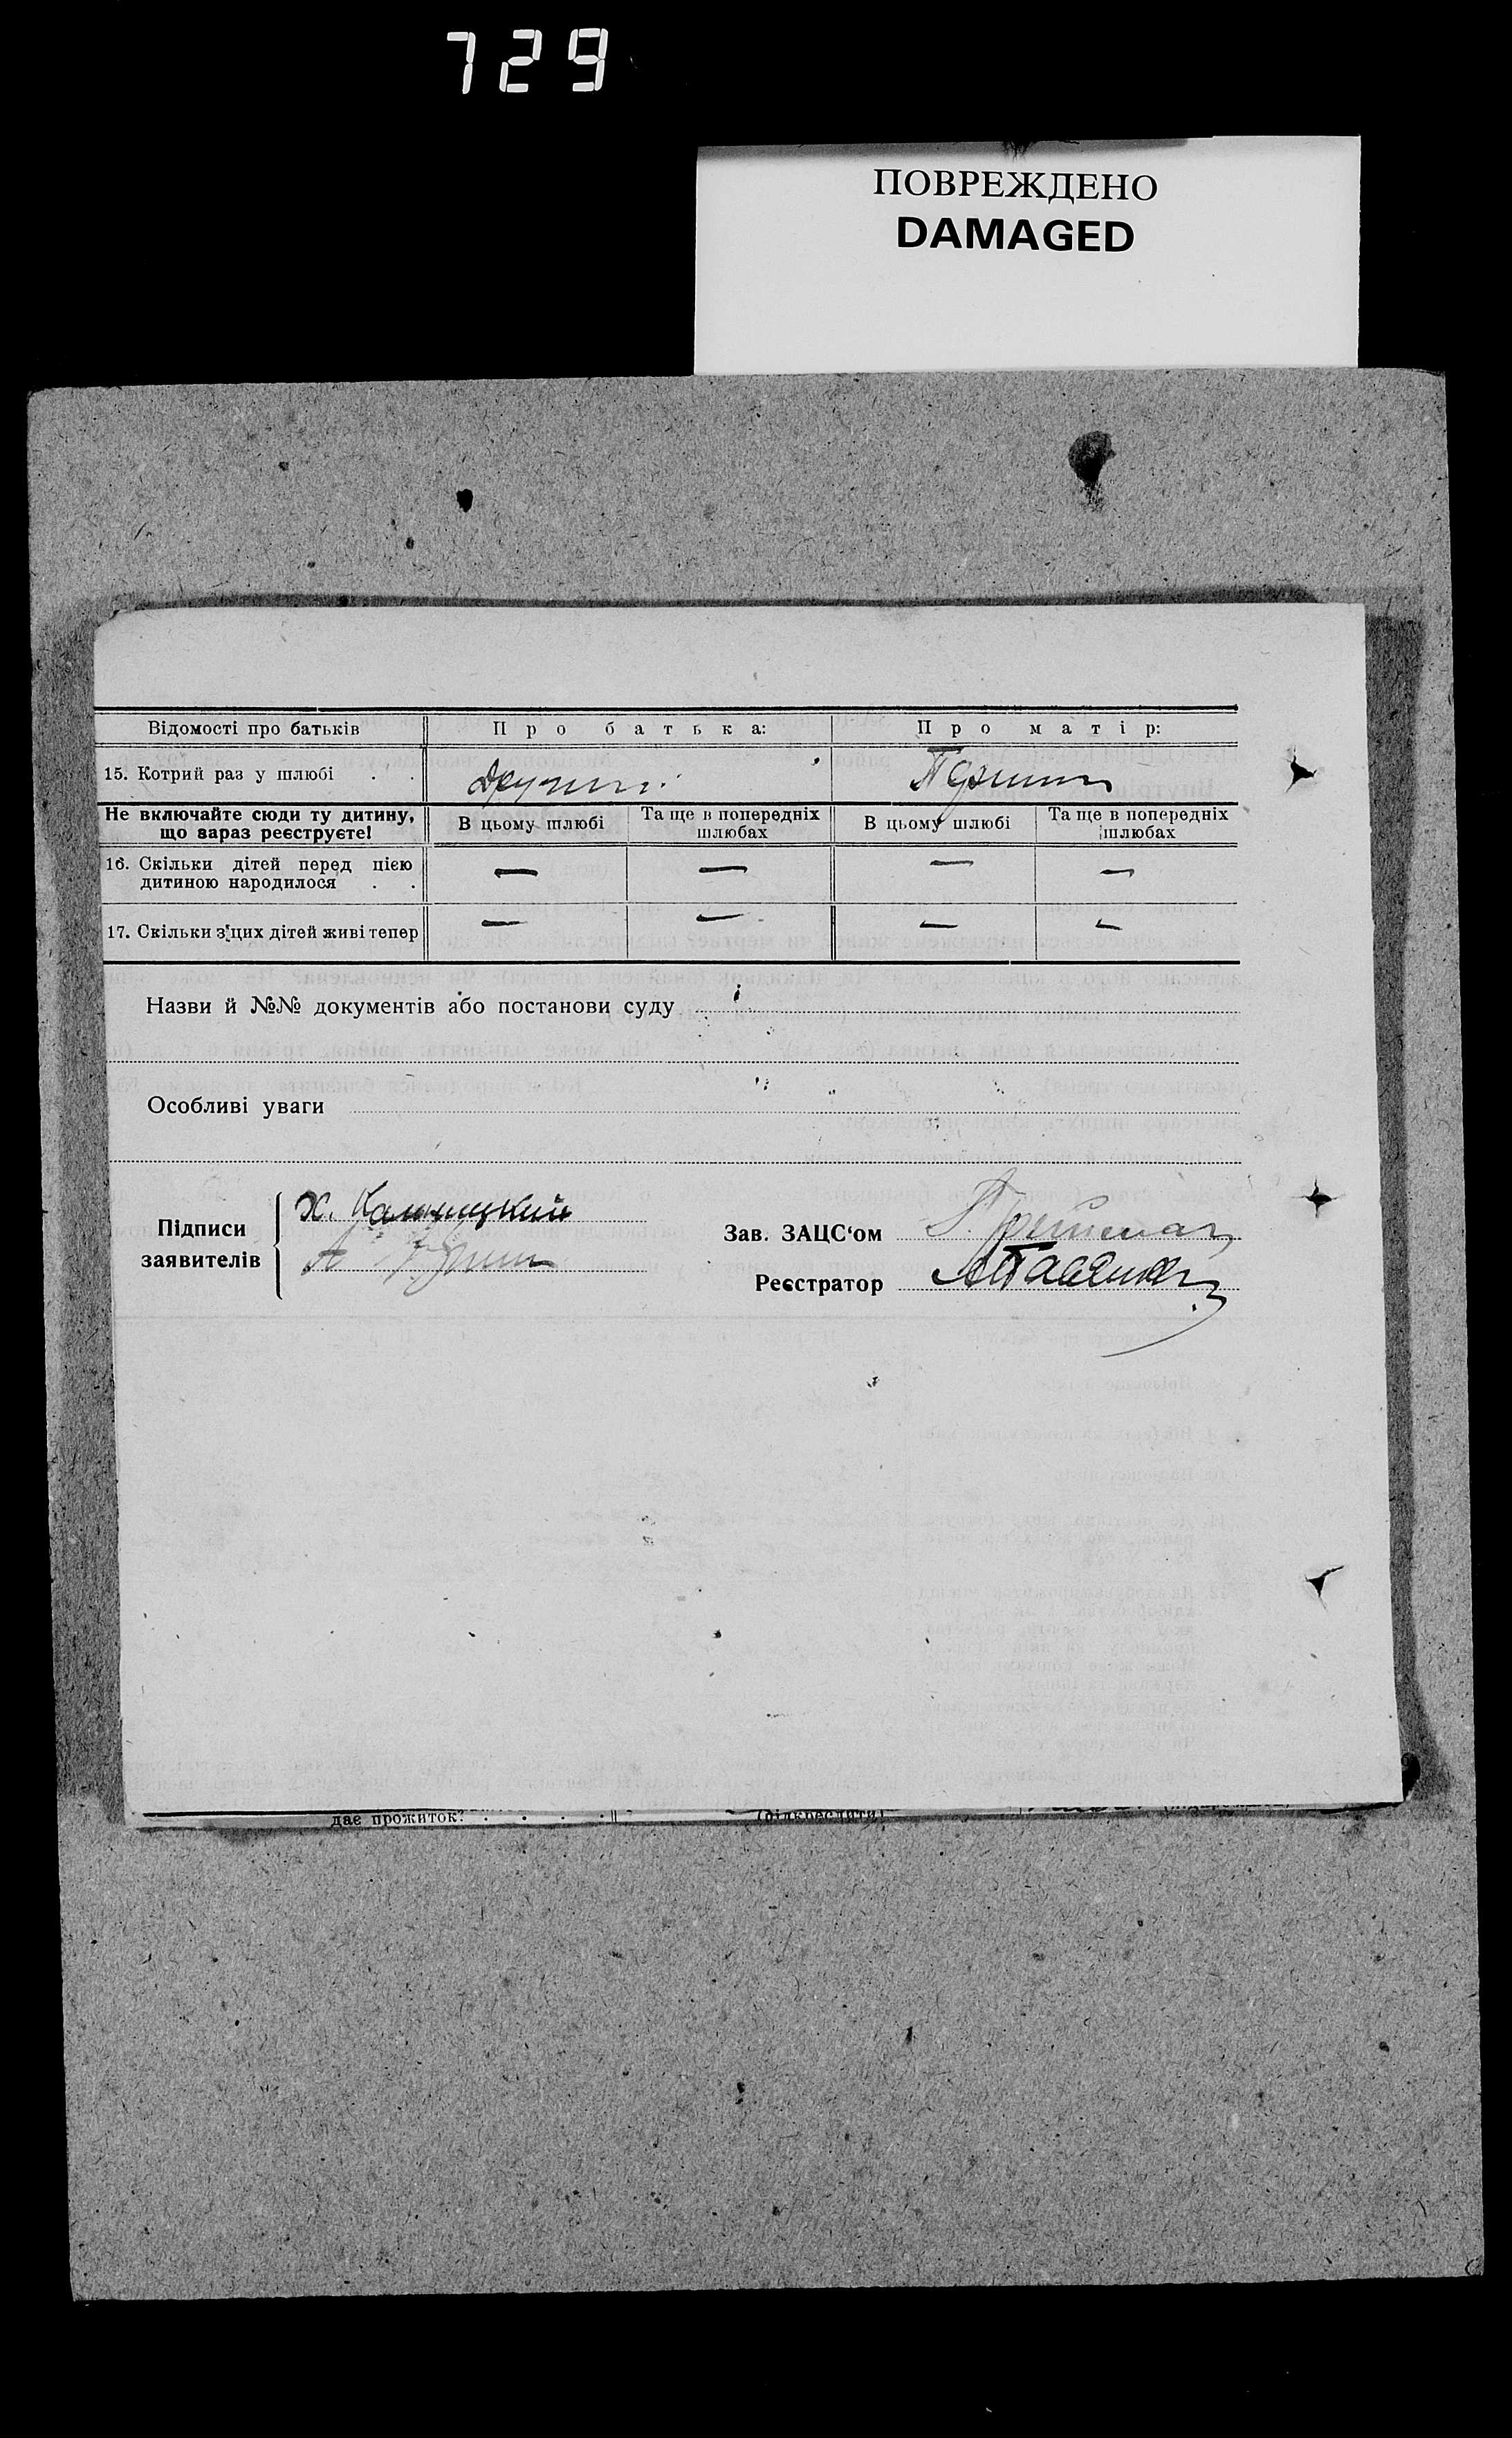 729
ПОВРЕЖДЕНО
DAMAGED
Відомості про батьків Про батька: Про матір:
15. Котрий раз у шлюбі . . другий Перший
Не включайте сюди ту дитину, що зараз реєструєте! В цьому шлюбі Та ще в попередніх шлюбах В цьому шлюбі Та ще в попередніх шлюбах
16. Скільки дітей перед цією дитиною народилося . . — — — —
17. Скільки з цих дітей живі тепер — — — —
Назви й №№ документів або постанови суду
Особливі уваги
Підписи заявителів
Х. Калницкий
Зав. ЗАЦС‘ом
Реєстратор
дає прожиток? . . . . (підкреслити)